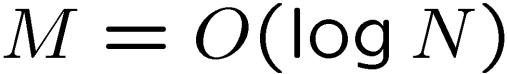 M = O(log N)